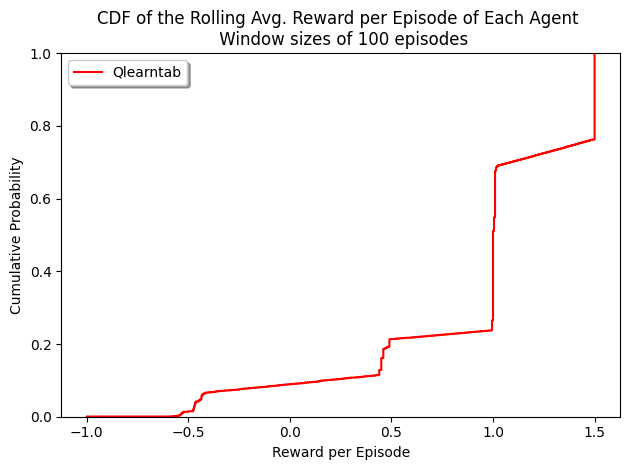 CDF of the Rolling Avg. Reward per Episode of Each Agent
Window sizes of 100 episodes
Qlearntab
1.0
0.8
0.6
0.4
0.2
0.0
Cumulative Probability
−1.0
−0.5
0.0
0.5
1.0
1.5
Reward per Episode